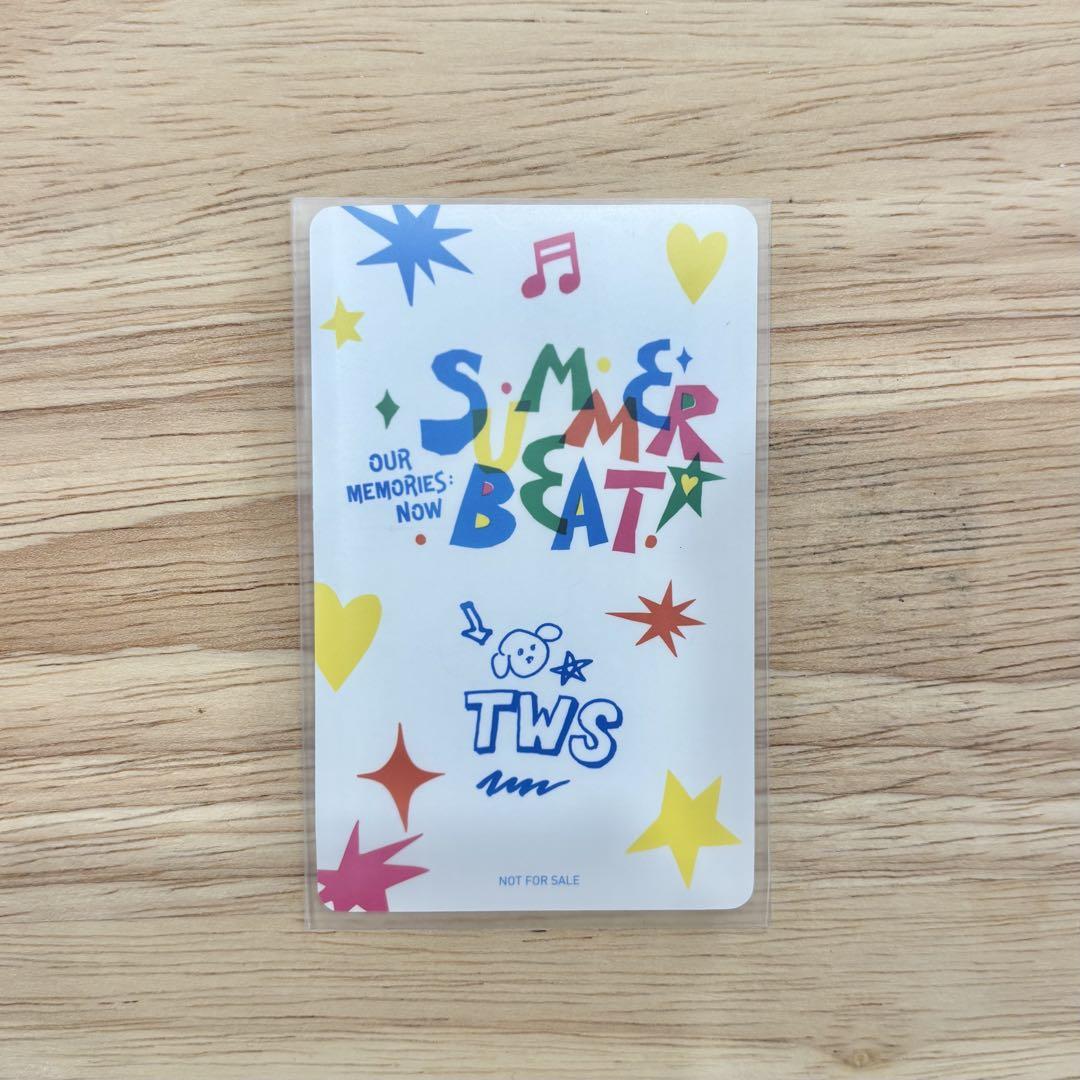 SUMMER
BEAT!
OUR
MEMORIES:
NOW
TWS
NOT FOR SALE